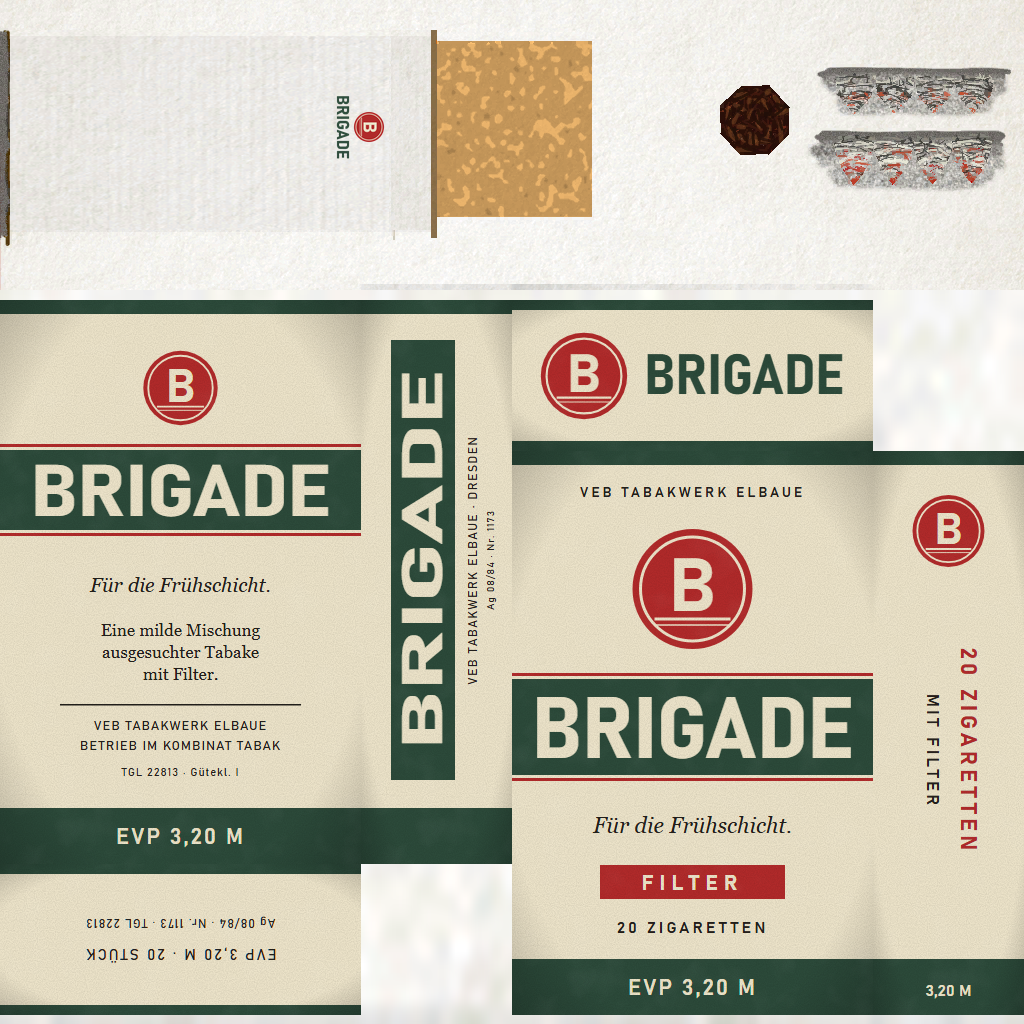 BRIGADE
B
B
BRIGADE
Für die Frühschicht.
Eine milde Mischung
ausgesuchter Tabake
mit Filter.
VEB TABAKWERK ELBAUE
BETRIEB IM KOMBINAT TABAK
TGL 22813 · Gütekl. I
EVP 3,20 M
EVP 3,20 M · 20 STÜCK
Ag 08/84 · Nr. 1173 · TGL 22813
BRIGADE
VEB TABAKWERK ELBAUE · DRESDEN
Ag 08/84 · Nr. 1173
B BRIGADE
VEB TABAKWERK ELBAUE
B
BRIGADE
Für die Frühschicht.
FILTER
20 ZIGARETTEN
EVP 3,20 M
B
20 ZIGARETTEN
MIT FILTER
3,20 M